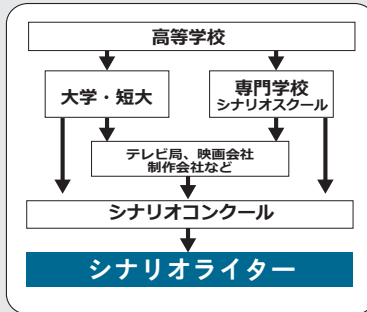 高等学校
大学・短大
専門学校
シナリオスクール
テレビ局、映画会社
制作会社など
シナリオコンクール
シナリオライター